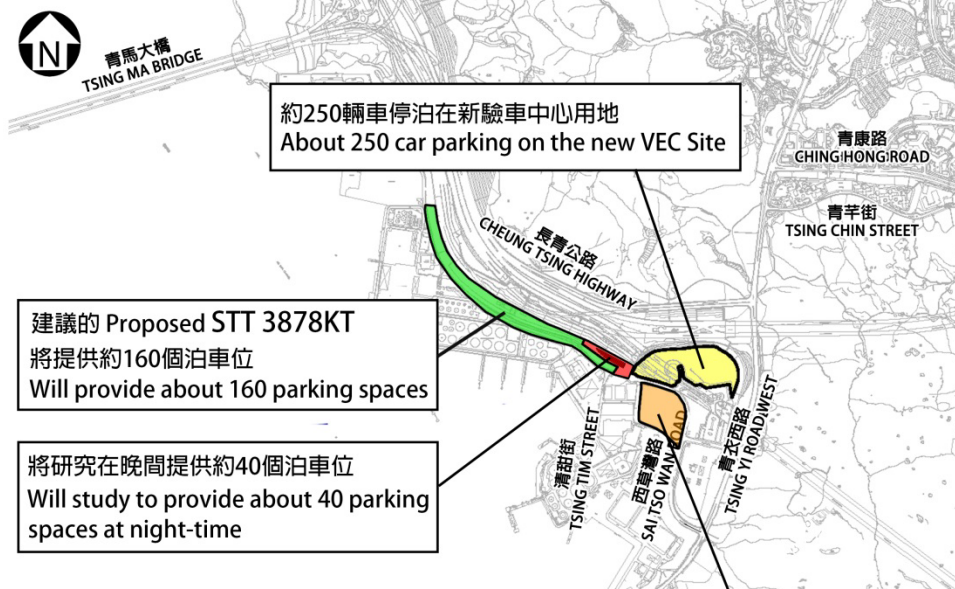 N
青馬大橋
TSING MA BRIDGE
約250輛車停泊在新驗車中心用地
About 250 car parking on the new VEC Site
青康路
CHING HONG ROAD
青芊街
TSING CHIN STREET
長青公路
CHEUNG TSING HIGHWAY
建議的 Proposed STT 3878KT
將提供約160個泊車位
Will provide about 160 parking spaces
將研究在晚間提供約40個泊車位
Will study to provide about 40 parking
spaces at night-time
清甜街
TSING TIM STREET
西草灣路
SAI TSO WAN ROAD
青衣西路
TSING YI ROAD WEST